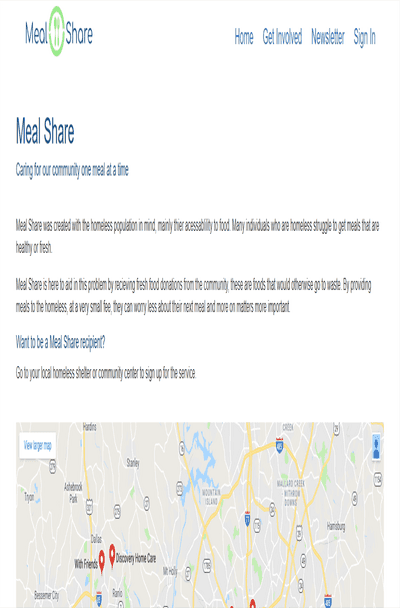 Meal Share
Home Get Involved Newsletter Sign In
Meal Share
Caring for our community one meal at a time
Meal Share was created with the homeless population in mind, mainly thier acessability to food. Many individuals who are homeless struggle to get meals that are
healthy or fresh.
Meal Share is here to aid in this problem by recieving fresh food donations from the community, these are foods that would otherwise go to waste. By providing
meals to the homeless, at a very small fee, they can worry less about their next meal and more on matters more important.
Want to be a Meal Share recipient?
Go to your local homeless shelter or community center to sign up for the service.
View larger map
Hardins
CREEK
Stanley
Tryon
Ashebrook
Park
MOUNTAIN
ISLAND
MALLARD CREEK
WITHROW
DOWNS
Harrisburg
Dallas
With Friends
Discovery Home Care
Mt Holly
Ranlo
Bessemer City